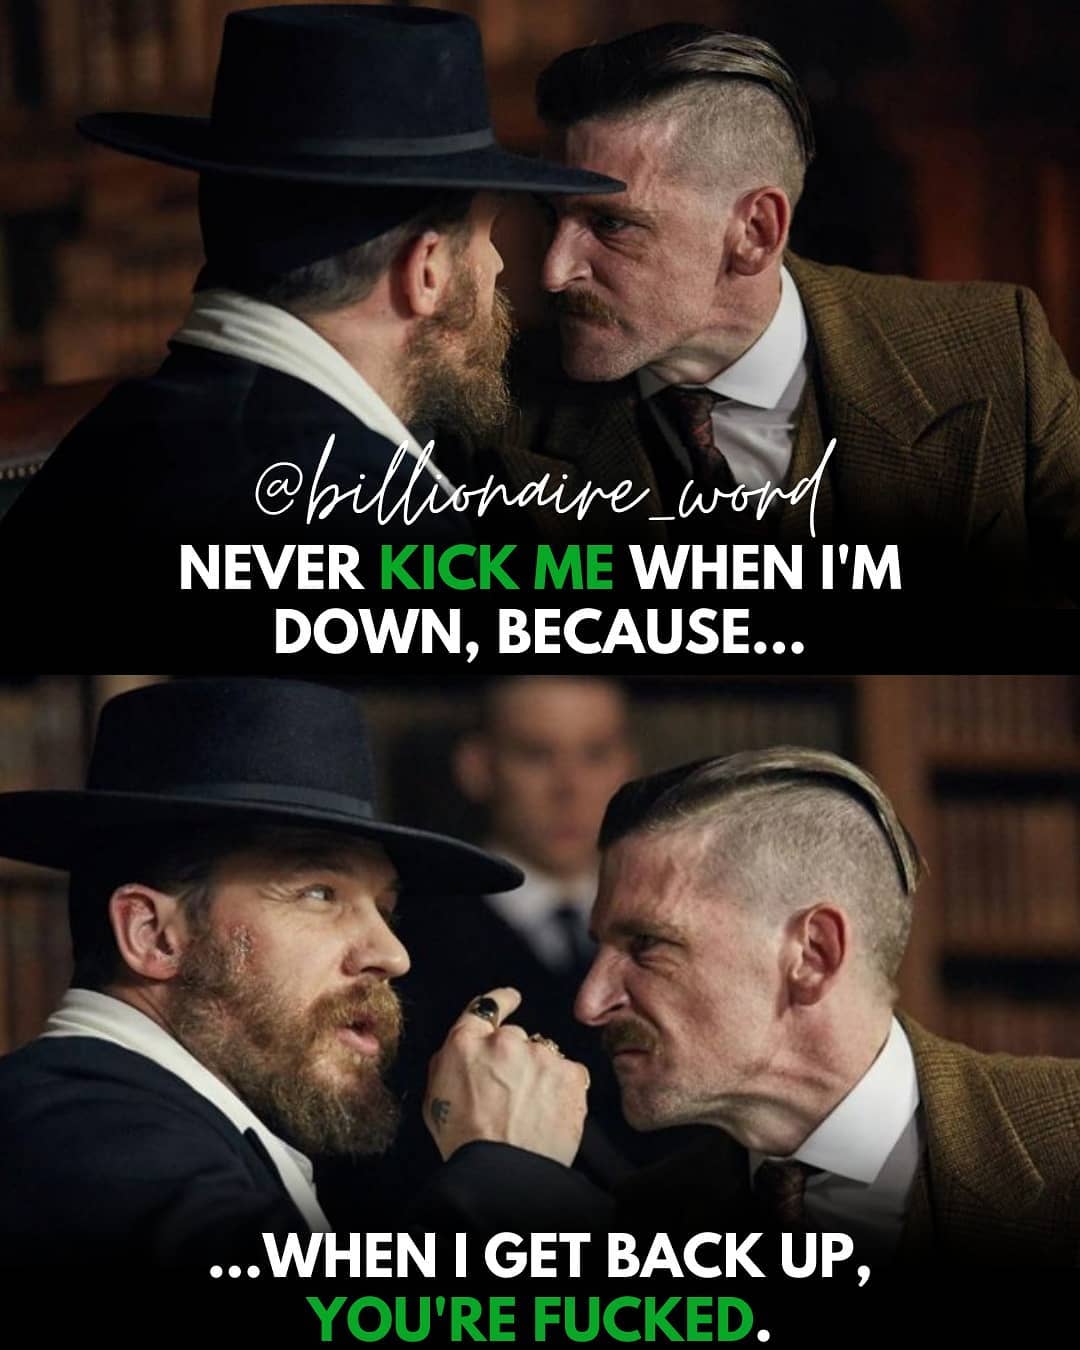 @billionaire_word
NEVER KICK ME WHEN I'M
DOWN, BECAUSE...
...WHEN I GET BACK UP,
YOU'RE FUCKED.